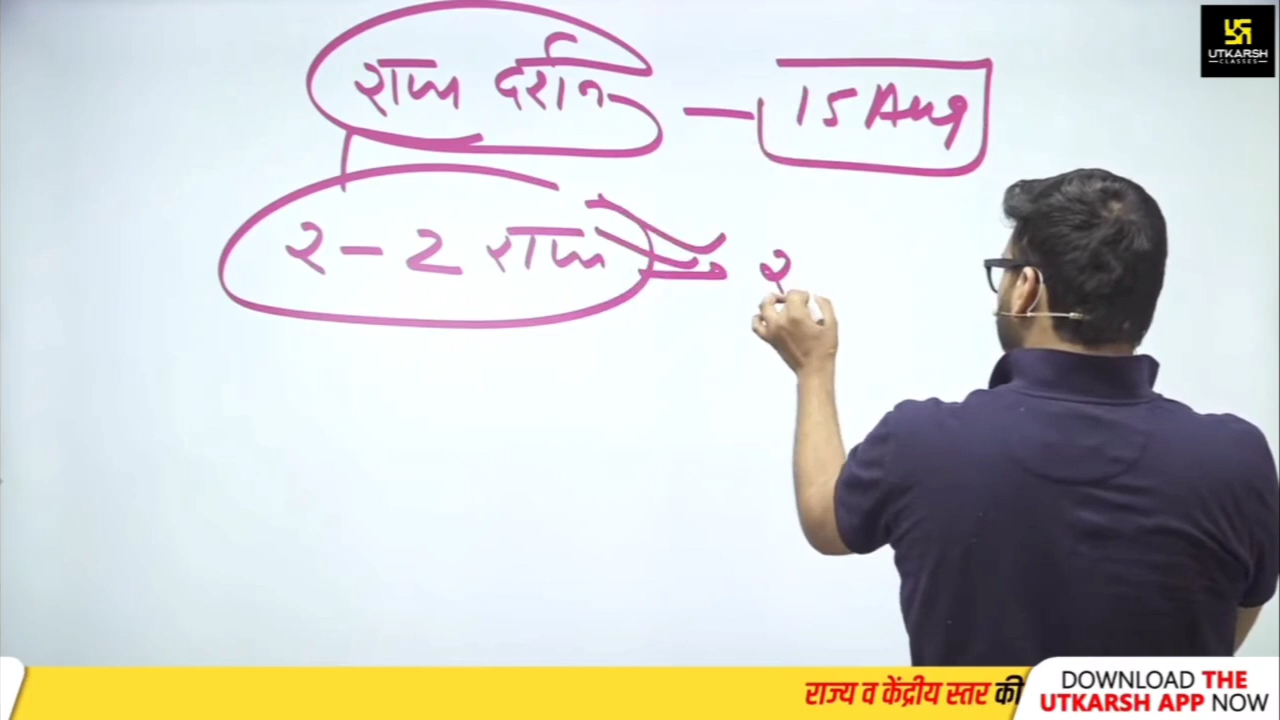 UTKARSH
CLASSES
राज दर्शन — 15 Aug
2-2 राज 2
राज्य व केंद्रीय स्तर की
DOWNLOAD THE
UTKARSH APP NOW